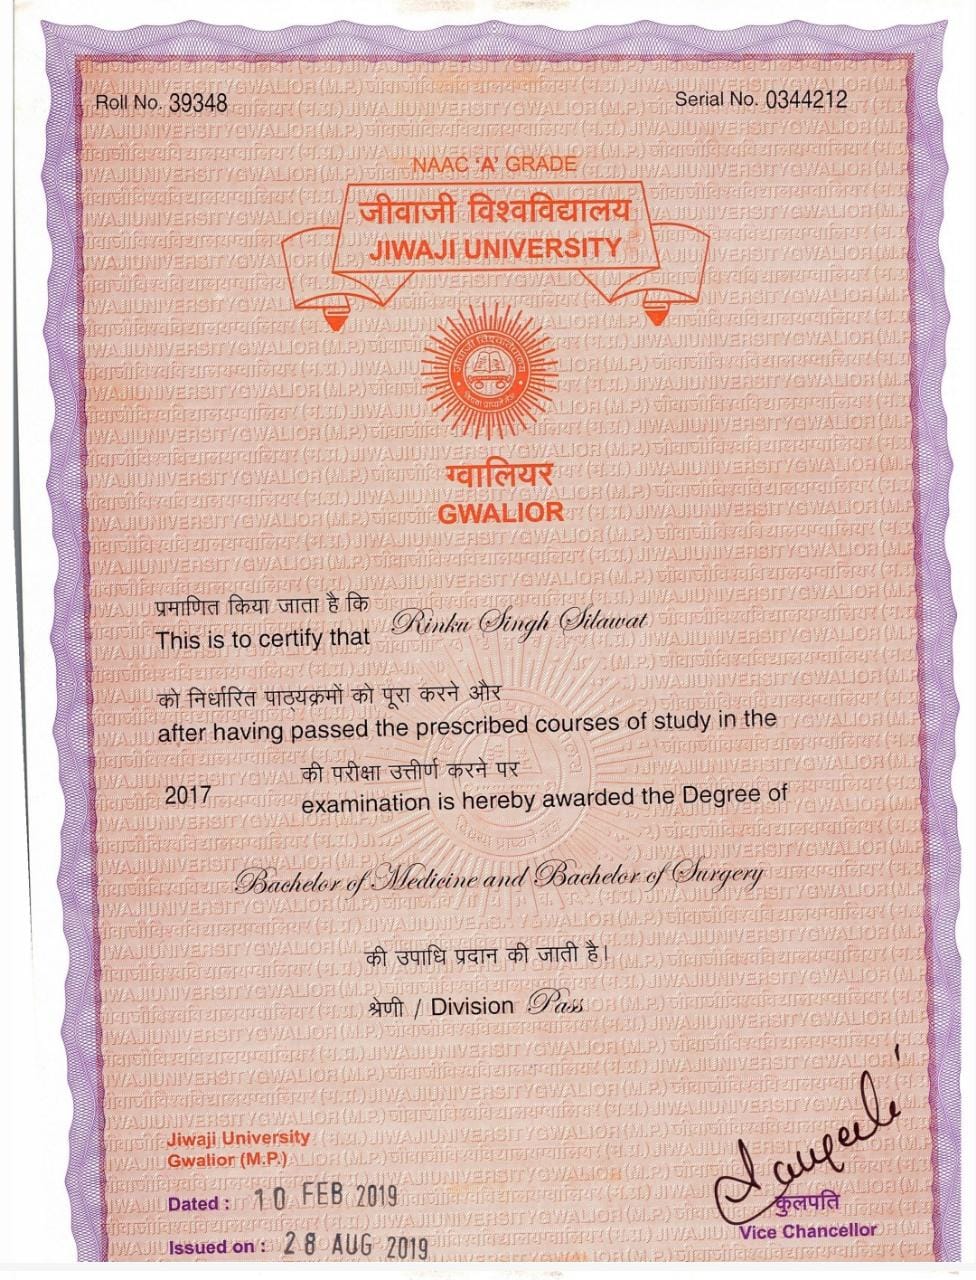 Roll No. 39348
Serial No. 0344212
NAAC 'A' GRADE
जीवाजी विश्वविद्यालय
JIWAJI UNIVERSITY
जीवाजी विश्वविद्यालय
ग्वालियर
GWALIOR
प्रमाणित किया जाता है कि
This is to certify that Rinku Singh Silawat
को निर्धारित पाठ्यक्रमों को पूरा करने और
after having passed the prescribed courses of study in the
2017 की परीक्षा उत्तीर्ण करने पर
examination is hereby awarded the Degree of
Bachelor of Medicine and Bachelor of Surgery
की उपाधि प्रदान की जाती है।
श्रेणी / Division Pass
Jiwaji University
Gwalior (M.P.)
Dated : 10 FEB 2019
Issued on : 28 AUG 2019
कुलपति
Vice Chancellor